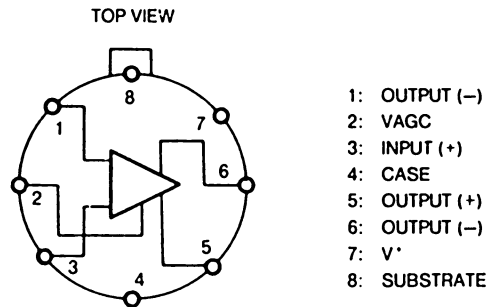 TOP VIEW
8
1
7
2
6
3
5
4
1: OUTPUT (–)
2: VAGC
3: INPUT (+)
4: CASE
5: OUTPUT (+)
6: OUTPUT (–)
7: V+
8: SUBSTRATE